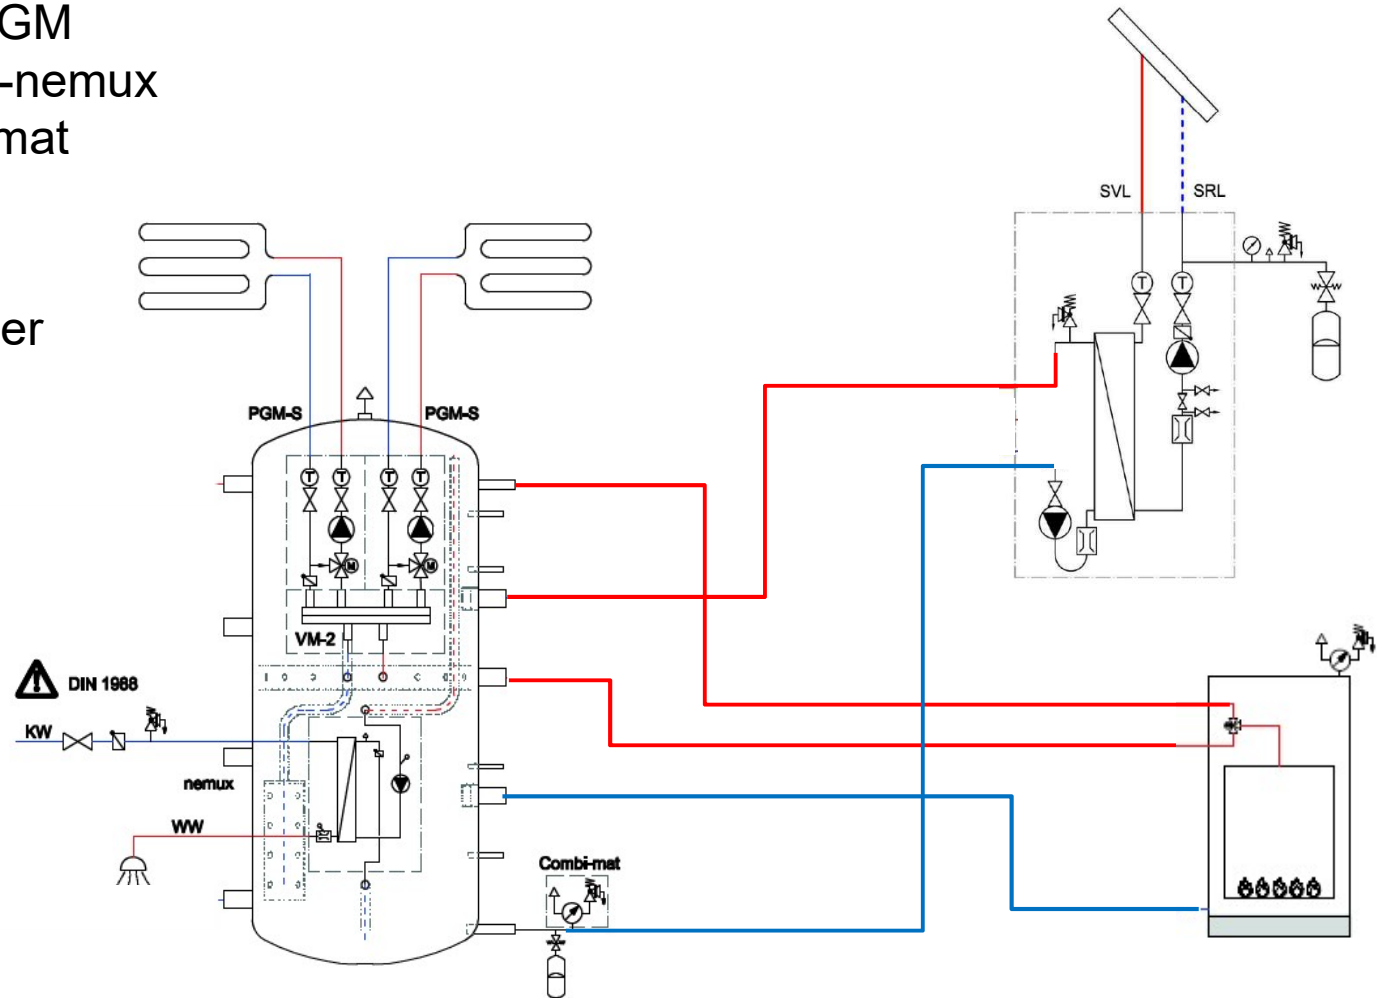 GM
-nemux
mat
er
SVL
SRL
T
T
PGM-S
PGM-S
T
T
T
T
M
M
VM-2
DIN 1988
KW
nemux
WW
Combi-mat